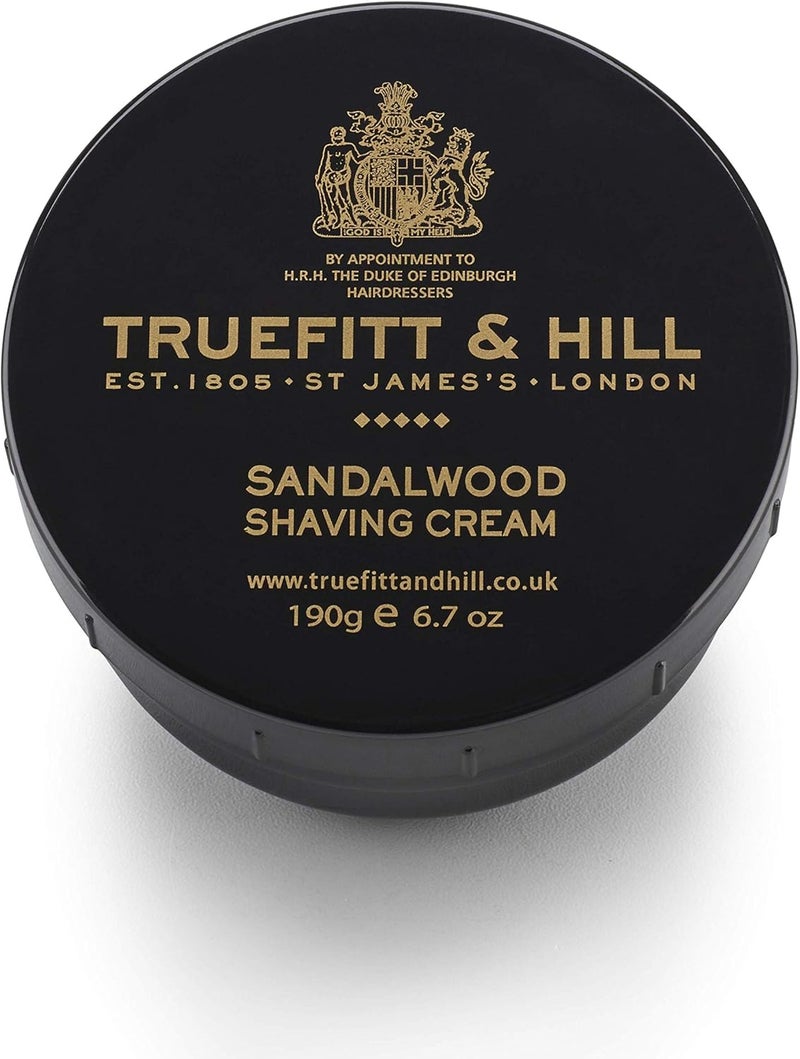 GOD IS MY HELP
BY APPOINTMENT TO
H.R.H. THE DUKE OF EDINBURGH
HAIRDRESSERS
TRUEFITT & HILL
EST.1805 • ST JAMES'S • LONDON
SANDALWOOD
SHAVING CREAM
www.truefittandhill.co.uk
190g e 6.7 oz